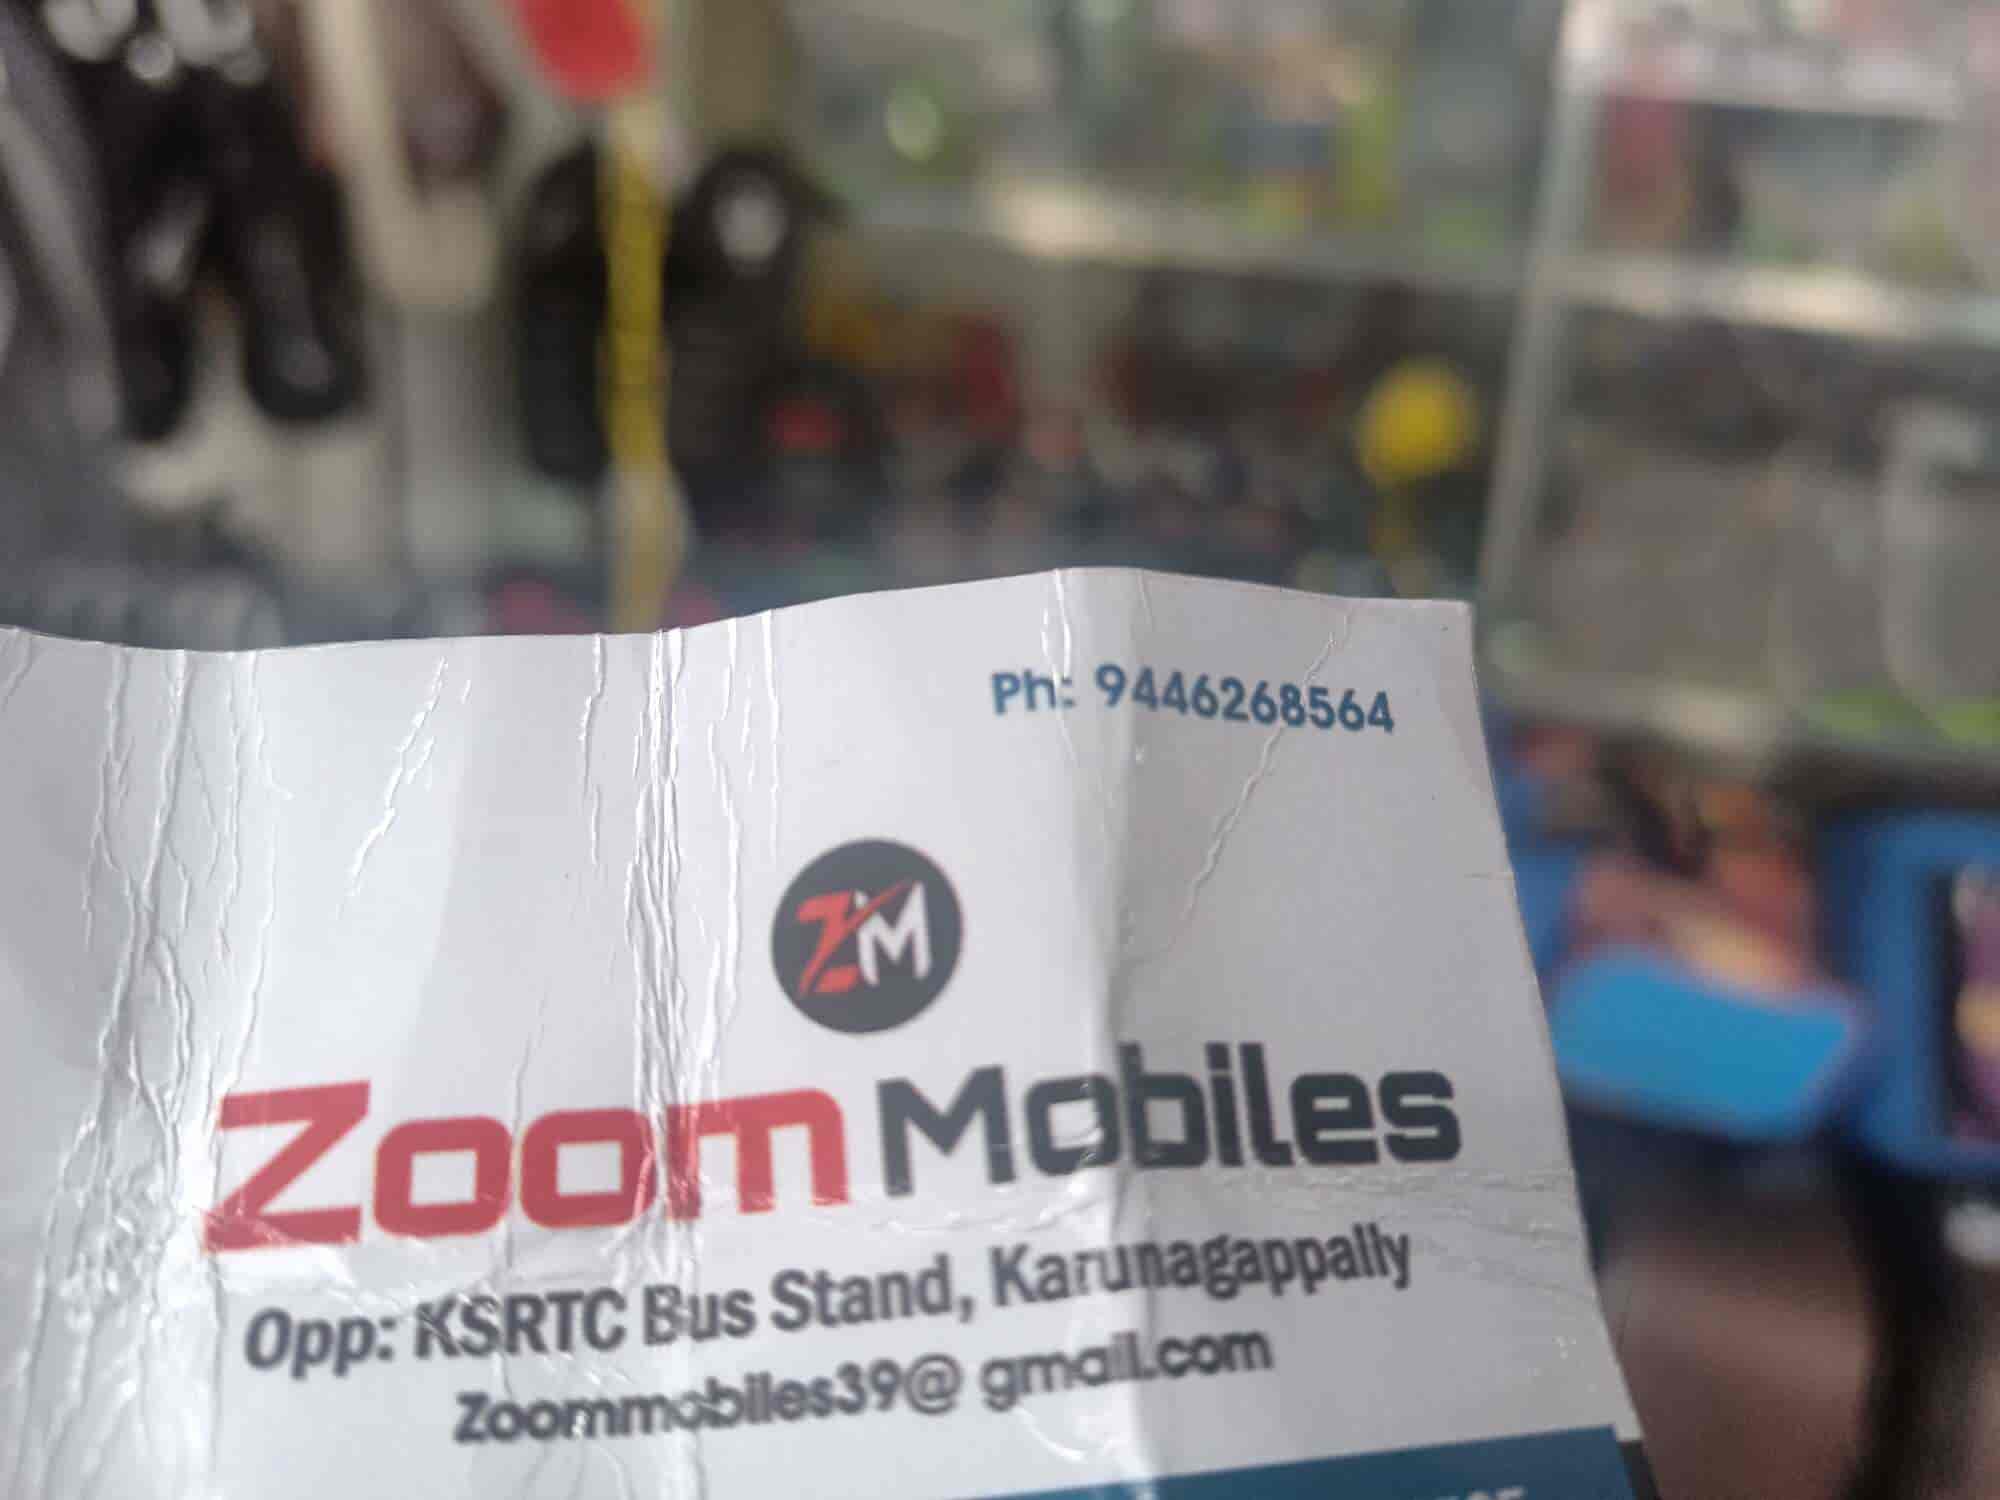 Ph: 9446268564
ZM
Zoom Mobiles
Opp: KSRTC Bus Stand, Karunagappally
Zoommobiles39@ gmail.com